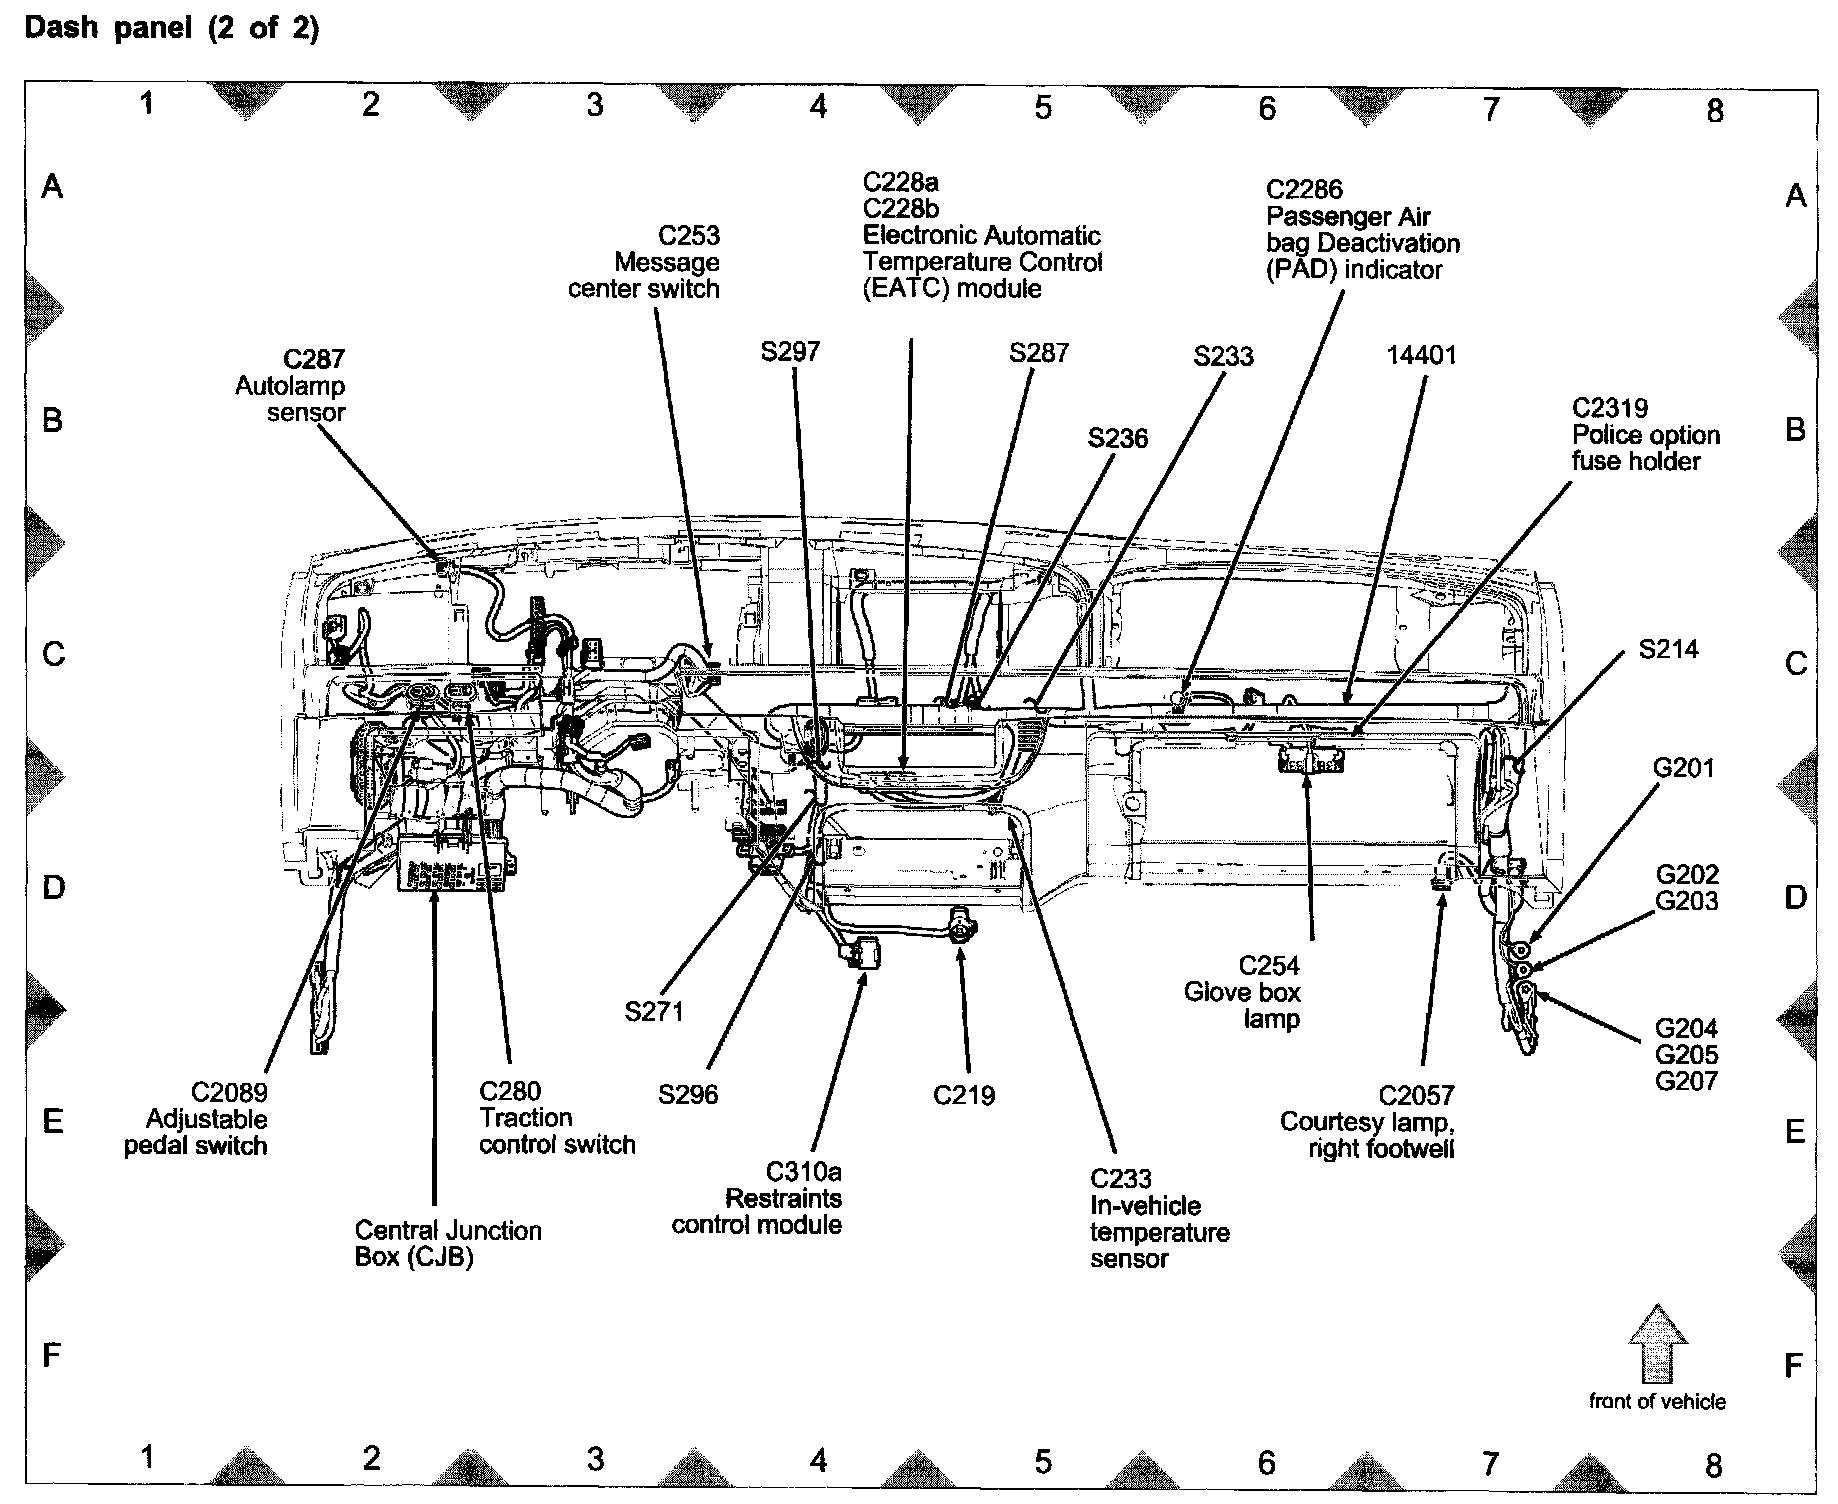 Dash panel (2 of 2)
1 2 3 4 5 6 7 8
A
A
C228a
C228b
Electronic Automatic
Temperature Control
(EATC) module
C2286
Passenger Air
bag Deactivation
(PAD) indicator
C253
Message
center switch
C287
Autolamp
sensor
S297
S287
S233
14401
B
B
S236
C2319
Police option
fuse holder
C
C
S214
G201
D
D
G202
G203
G204
G205
G207
S271
C254
Glove box
lamp
C2089
Adjustable
pedal switch
C280
Traction
control switch
S296
C219
C2057
Courtesy lamp,
right footwell
E
E
C310a
Restraints
control module
C233
In-vehicle
temperature
sensor
Central Junction
Box (CJB)
F
F
front of vehicle
1 2 3 4 5 6 7 8